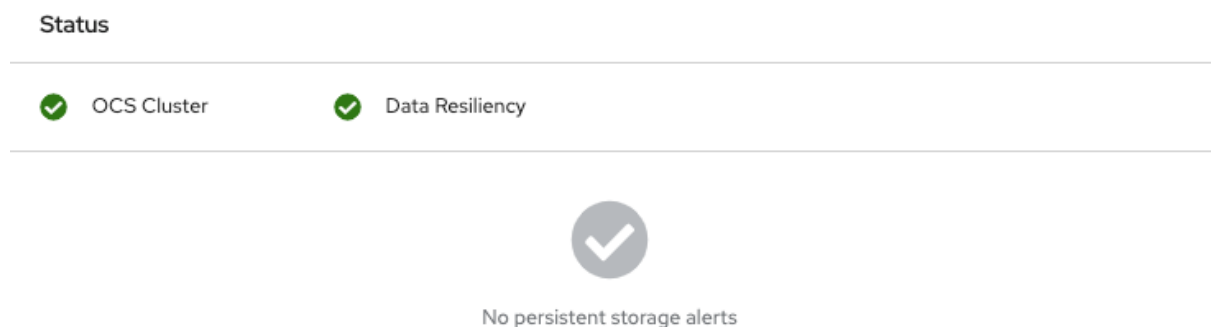 Status
OCS Cluster Data Resiliency
No persistent storage alerts